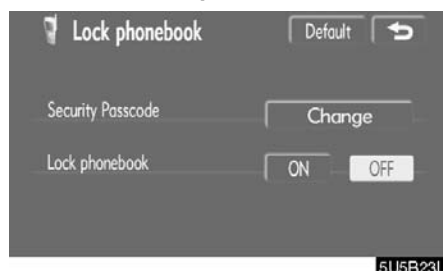 Lock phonebook Default
Security Passcode Change
Lock phonebook ON OFF
5U5B23I